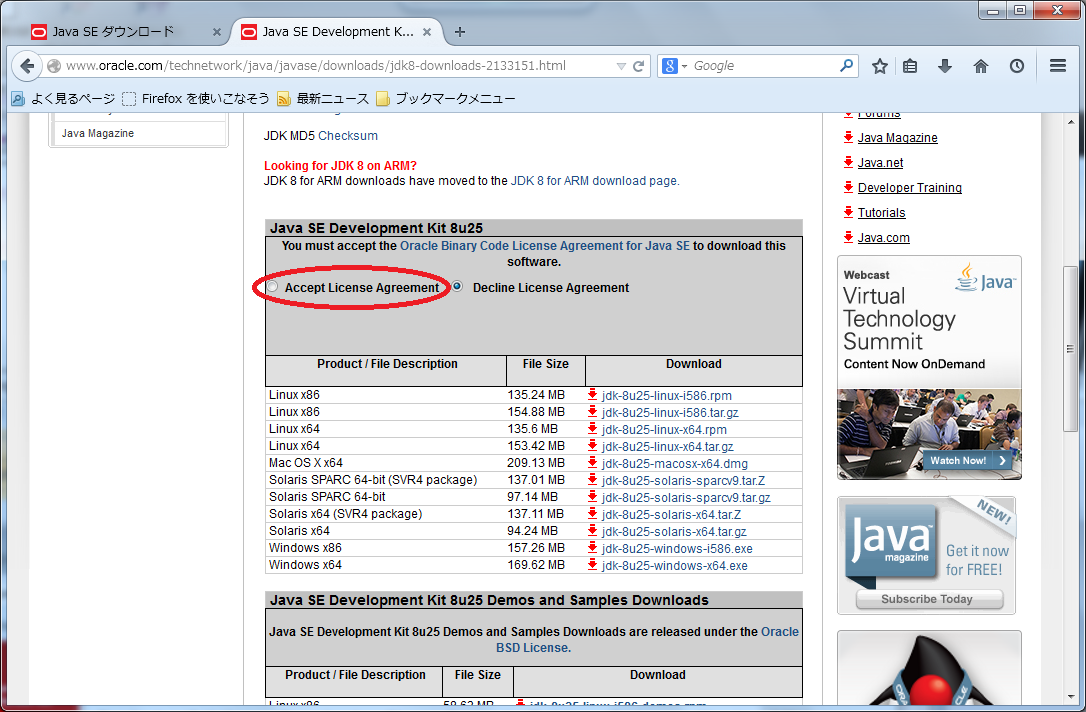 Java SE ダウンロード
Java SE Development K...
www.oracle.com/technetwork/java/javase/downloads/jdk8-downloads-2133151.html
Google
よく見るページ
Firefox を使いこなそう
最新ニュース
ブックマークメニュー
Java Magazine
JDK MD5 Checksum
Looking for JDK 8 on ARM?
JDK 8 for ARM downloads have moved to the JDK 8 for ARM download page.
Java SE Development Kit 8u25
You must accept the Oracle Binary Code License Agreement for Java SE to download this
software.
Accept License Agreement Decline License Agreement
Product / File Description File Size Download
Linux x86 135.24 MB jdk-8u25-linux-i586.rpm
Linux x86 154.88 MB jdk-8u25-linux-i586.tar.gz
Linux x64 135.6 MB jdk-8u25-linux-x64.rpm
Linux x64 153.42 MB jdk-8u25-linux-x64.tar.gz
Mac OS X x64 209.13 MB jdk-8u25-macosx-x64.dmg
Solaris SPARC 64-bit (SVR4 package) 137.01 MB jdk-8u25-solaris-sparcv9.tar.Z
Solaris SPARC 64-bit 97.14 MB jdk-8u25-solaris-sparcv9.tar.gz
Solaris x64 (SVR4 package) 137.11 MB jdk-8u25-solaris-x64.tar.Z
Solaris x64 94.24 MB jdk-8u25-solaris-x64.tar.gz
Windows x86 157.26 MB jdk-8u25-windows-i586.exe
Windows x64 169.62 MB jdk-8u25-windows-x64.exe
Java SE Development Kit 8u25 Demos and Samples Downloads
Java SE Development Kit 8u25 Demos and Samples Downloads are released under the Oracle
BSD License.
Product / File Description File Size Download
Linux x86 58.63 MB jdk-8u25-linux-i586-demos.rpm
Forums
Java Magazine
Java.net
Developer Training
Tutorials
Java.com
Webcast
Java™
Virtual
Technology
Summit
Content Now OnDemand
Watch Now!
NEW!
Java™
magazine
Get it now
for FREE!
Subscribe Today
ORACLE
ORACLE